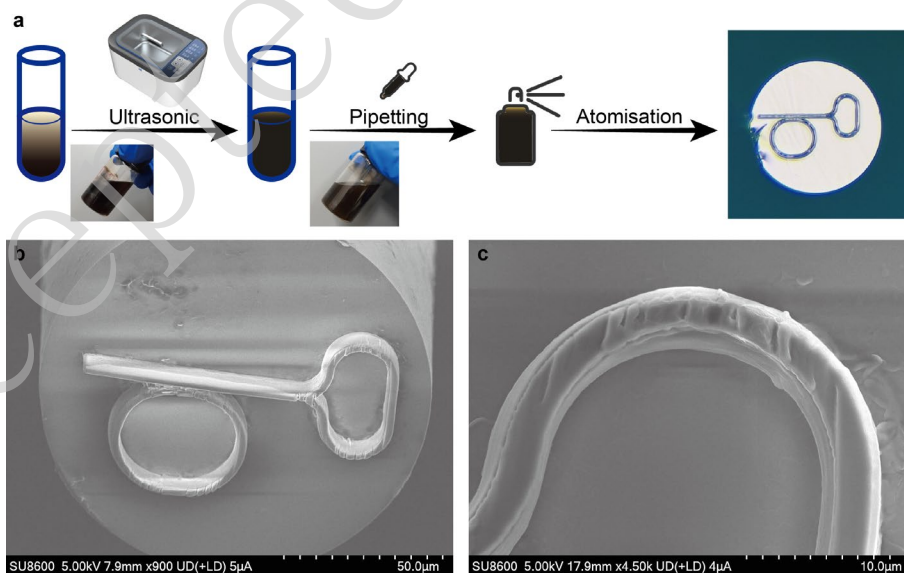 a
Ultrasonic
Pipetting
Atomisation
b
c
SU8600 5.00kV 7.9mm x900 UD(+LD) 5μA 50.0μm
SU8600 5.00kV 17.9mm x4.50k UD(+LD) 4μA 10.0μm